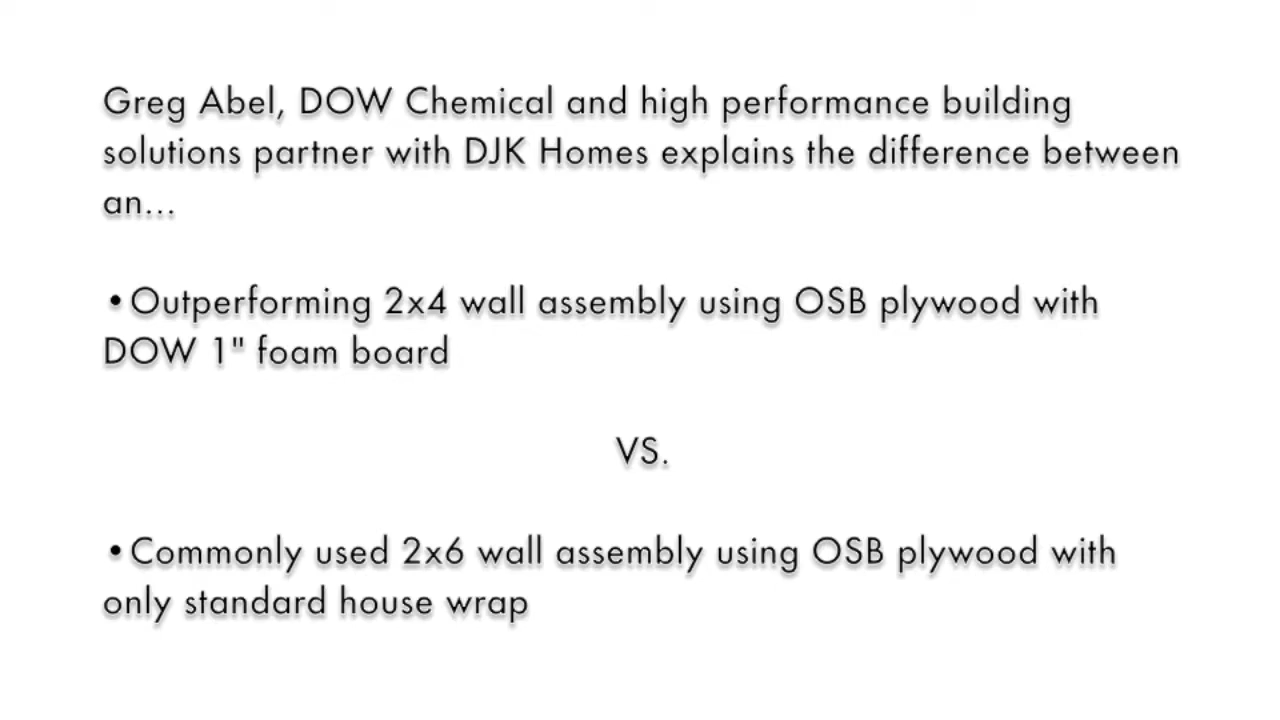 Greg Abel, DOW Chemical and high performance building
solutions partner with DJK Homes explains the difference between
an...
•Outperforming 2x4 wall assembly using OSB plywood with
DOW 1" foam board
VS.
•Commonly used 2x6 wall assembly using OSB plywood with
only standard house wrap